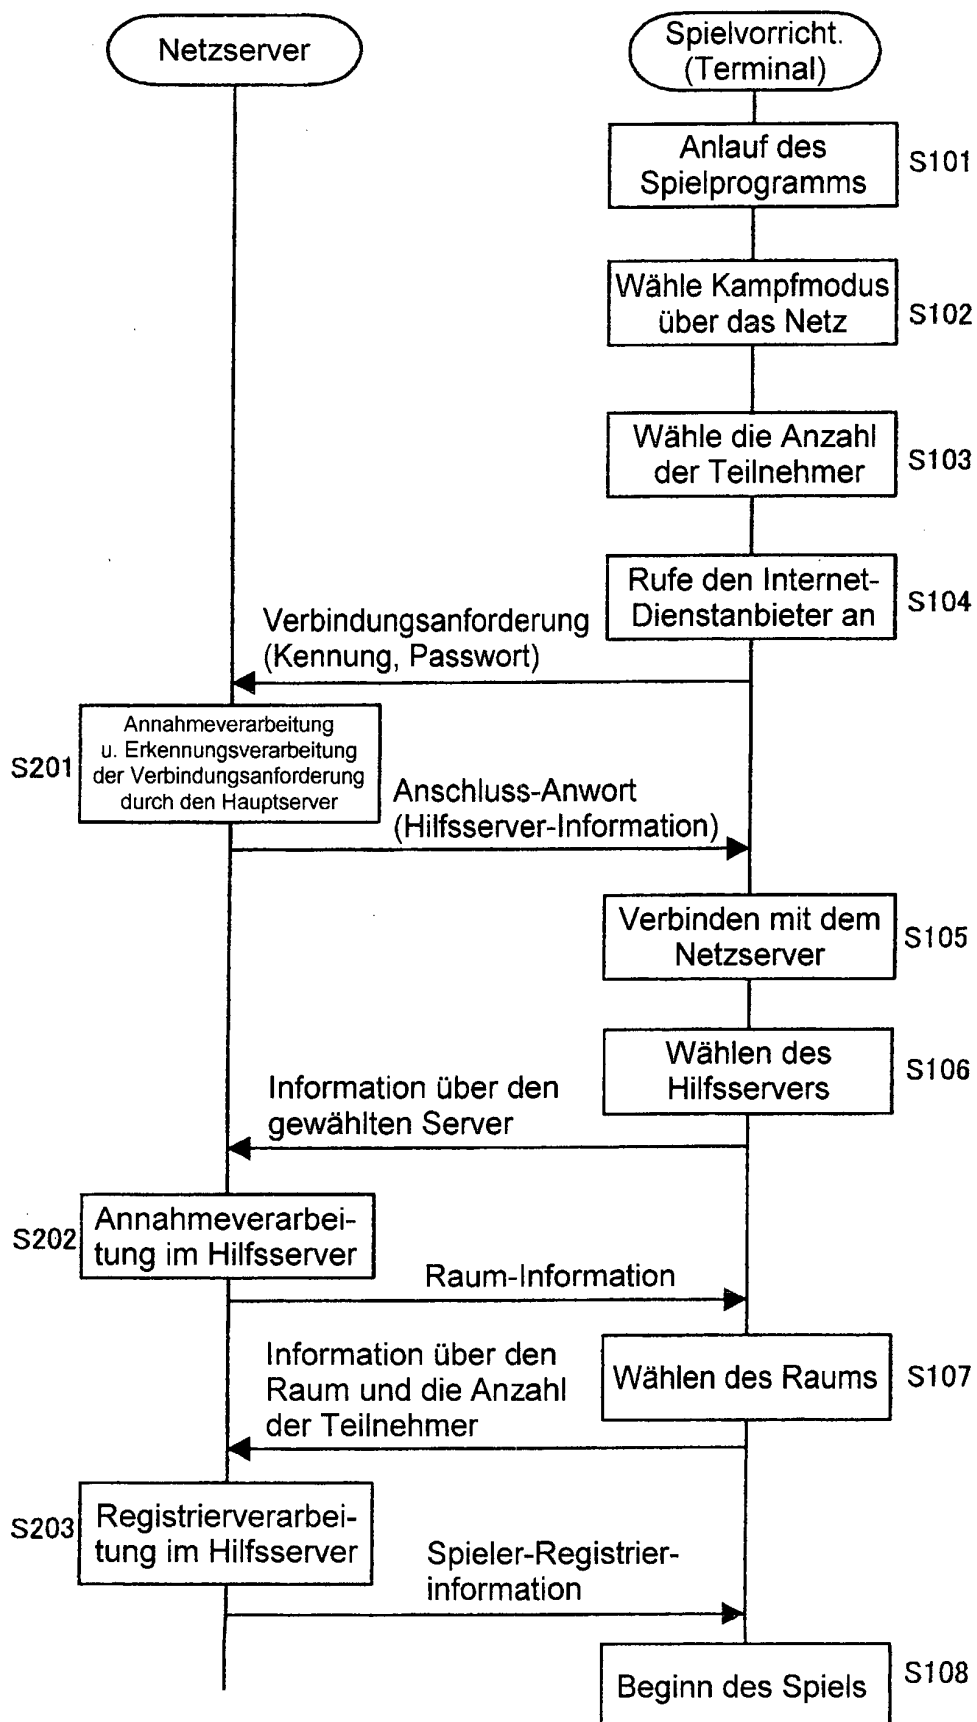 Netzserver
Spielvorricht.
(Terminal)
Anlauf des
Spielprogramms
S101
Wähle Kampfmodus
über das Netz
S102
Wähle die Anzahl
der Teilnehmer
S103
Rufe den Internet-
Dienstanbieter an
S104
Verbindungsanforderung
(Kennung, Passwort)
S201
Annahmeverarbeitung
u. Erkennungsverarbeitung
der Verbindungsanforderung
durch den Hauptserver
Anschluss-Anwort
(Hilfsserver-Information)
Verbinden mit dem
Netzserver
S105
Wählen des
Hilfsservers
S106
Information über den
gewählten Server
S202
Annahmeverarbei-
tung im Hilfsserver
Raum-Information
Wählen des Raums
S107
Information über den
Raum und die Anzahl
der Teilnehmer
S203
Registrierverarbei-
tung im Hilfsserver
Spieler-Registrier-
information
Beginn des Spiels
S108